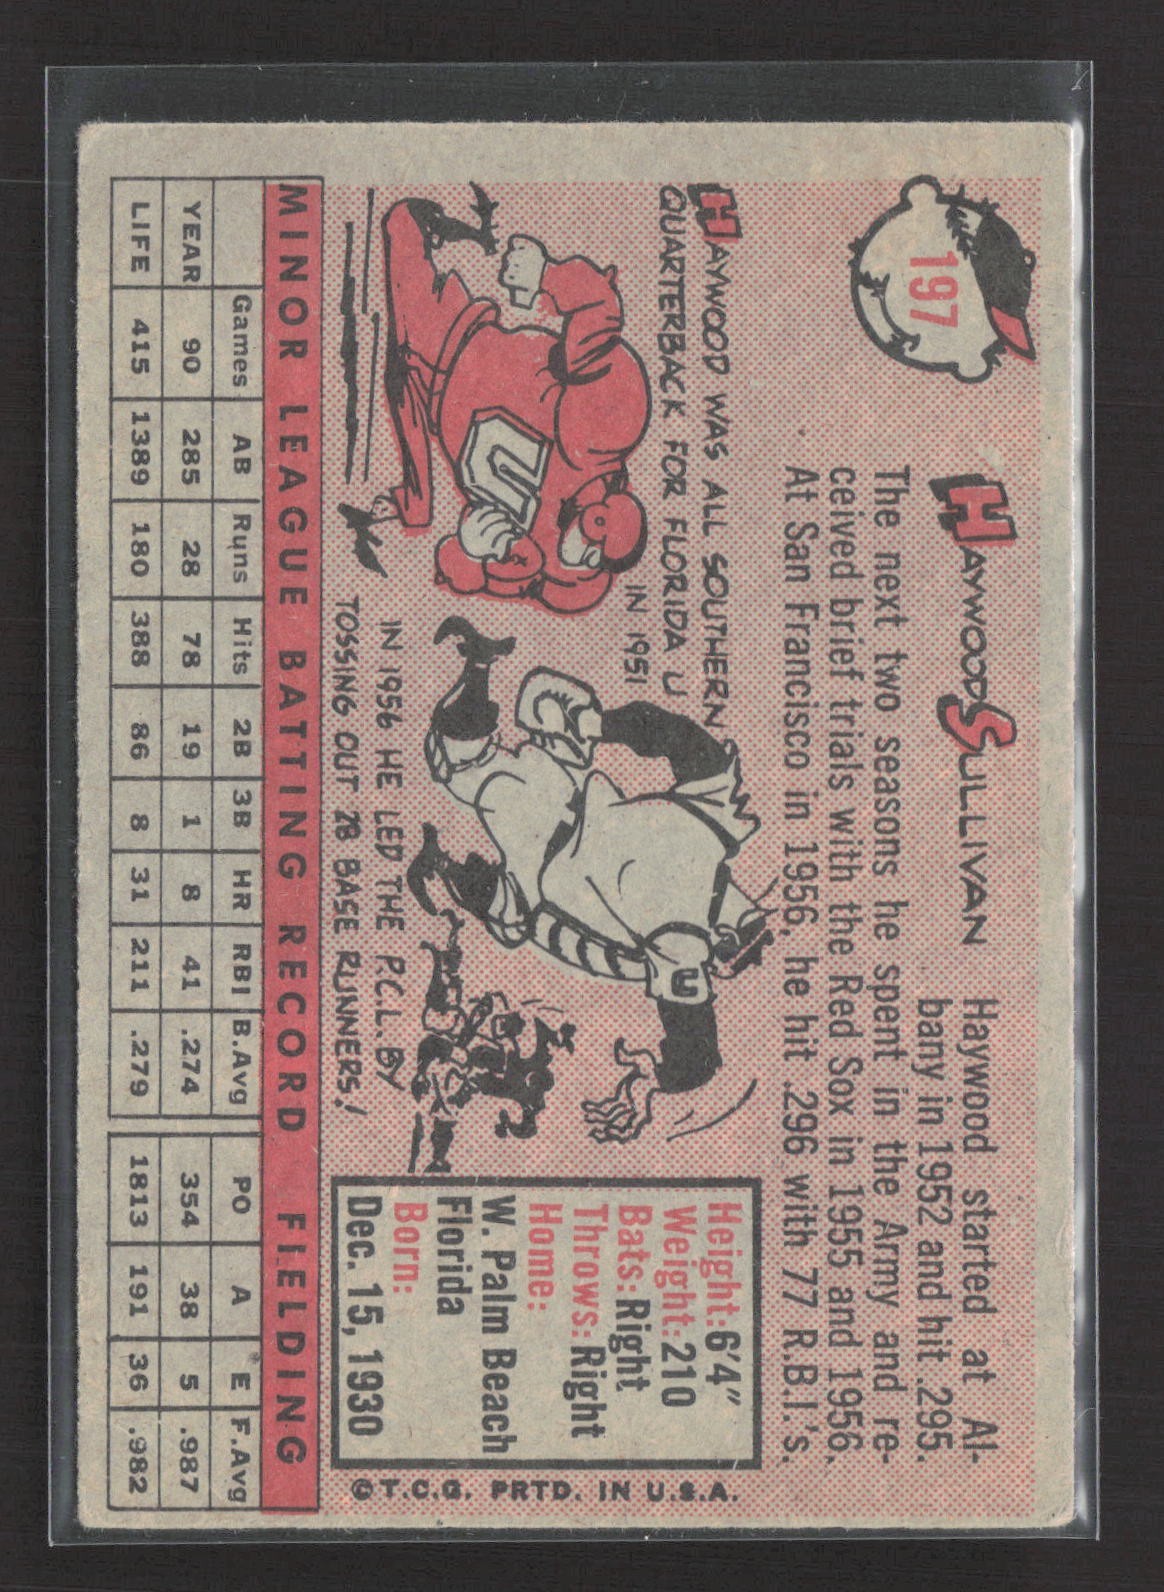 197
HAYWOOD SULLIVAN
Haywood started at Al-
bany in 1952 and hit .295.
The next two seasons he spent in the Army and re-
ceived brief trials with the Red Sox in 1955 and 1956.
At San Francisco in 1956, he hit .296 with 77 R.B.I.'s.
HAYWOOD WAS ALL SOUTHERN
QUARTERBACK FOR FLORIDA U
IN 1951
IN 1956 HE LED THE P.C.L. BY
TOSSING OUT 78 BASE RUNNERS!
Height: 6'4"
Weight: 210
Bats: Right
Throws: Right
Home:
W. Palm Beach
Florida
Born:
Dec. 15, 1930
© T.C.G. PRTD. IN U.S.A.
MINOR LEAGUE BATTING RECORD FIELDING
Games AB Runs Hits 2B 3B HR RBI B.Avg PO A E F.Avg
YEAR 90 285 28 78 19 1 8 41 .274 354 38 5 .987
LIFE 415 1389 180 388 86 8 31 211 .279 1813 191 36 .982